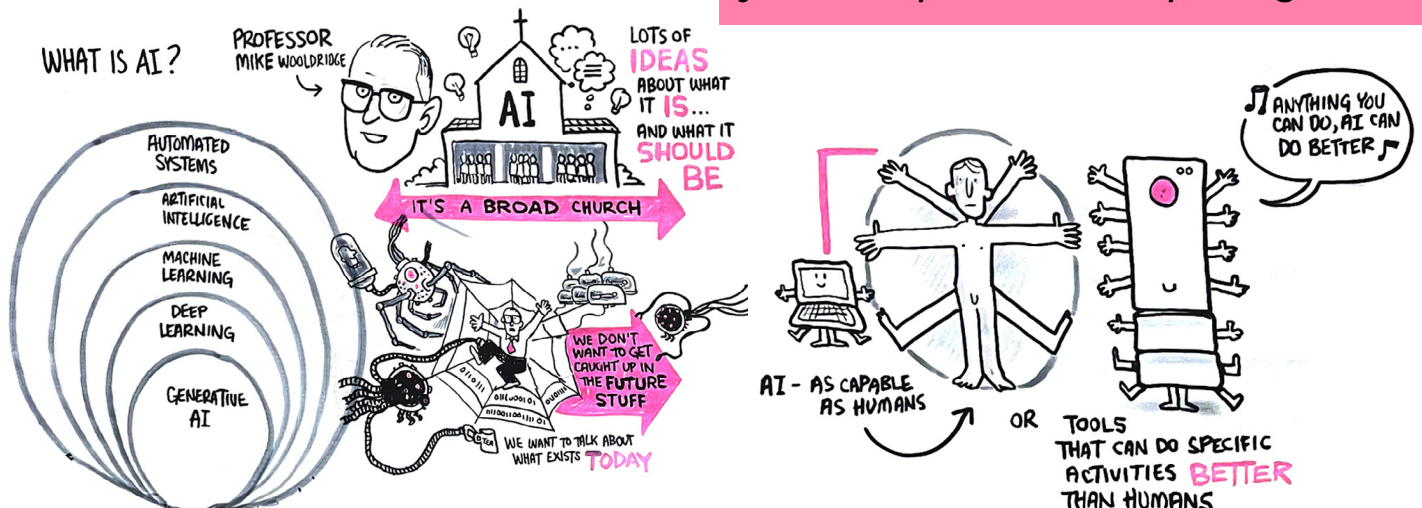 WHAT IS AI?
PROFESSOR
MIKE WOOLDRIDGE
AUTOMATED
SYSTEMS
ARTIFICIAL
INTELLIGENCE
MACHINE
LEARNING
DEEP
LEARNING
GENERATIVE
AI
AI
LOTS OF
IDEAS
ABOUT WHAT
IT IS...
AND WHAT IT
SHOULD
BE
IT'S A BROAD CHURCH
WE DON'T
WANT TO GET
CAUGHT UP IN
THE FUTURE
STUFF
WE WANT TO TALK ABOUT
WHAT EXISTS TODAY
AI - AS CAPABLE
AS HUMANS
OR
TOOLS
THAT CAN DO SPECIFIC
ACTIVITIES BETTER
THAN HUMANS
ANYTHING YOU
CAN DO, AI CAN
DO BETTER